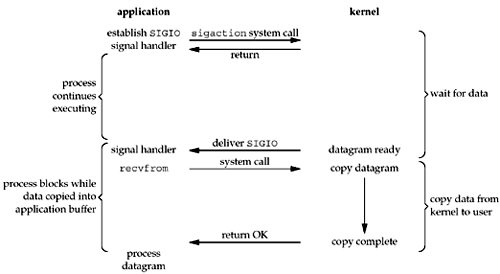 application
kernel
establish SIGIO
sigaction system call
signal handler
return
process
continues
executing
wait for data
deliver SIGIO
signal handler
datagram ready
system call
recvfrom
copy datagram
process blocks while
data copied into
application buffer
copy data from
kernel to user
return OK
copy complete
process
datagram